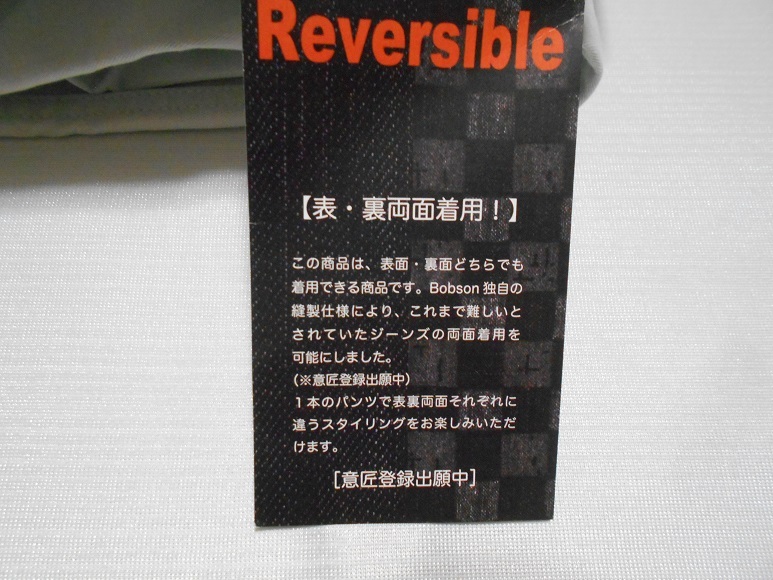 Reversible
【表・裏両面着用！】
この商品は、表面・裏面どちらでも
着用できる商品です。Bobson 独自の
縫製仕様により、これまで難しいと
されていたジーンズの両面着用を
可能にしました。
（※意匠登録出願中）
１本のパンツで表裏両面それぞれに
違うスタイリングをお楽しみいただ
けます。
［意匠登録出願中］